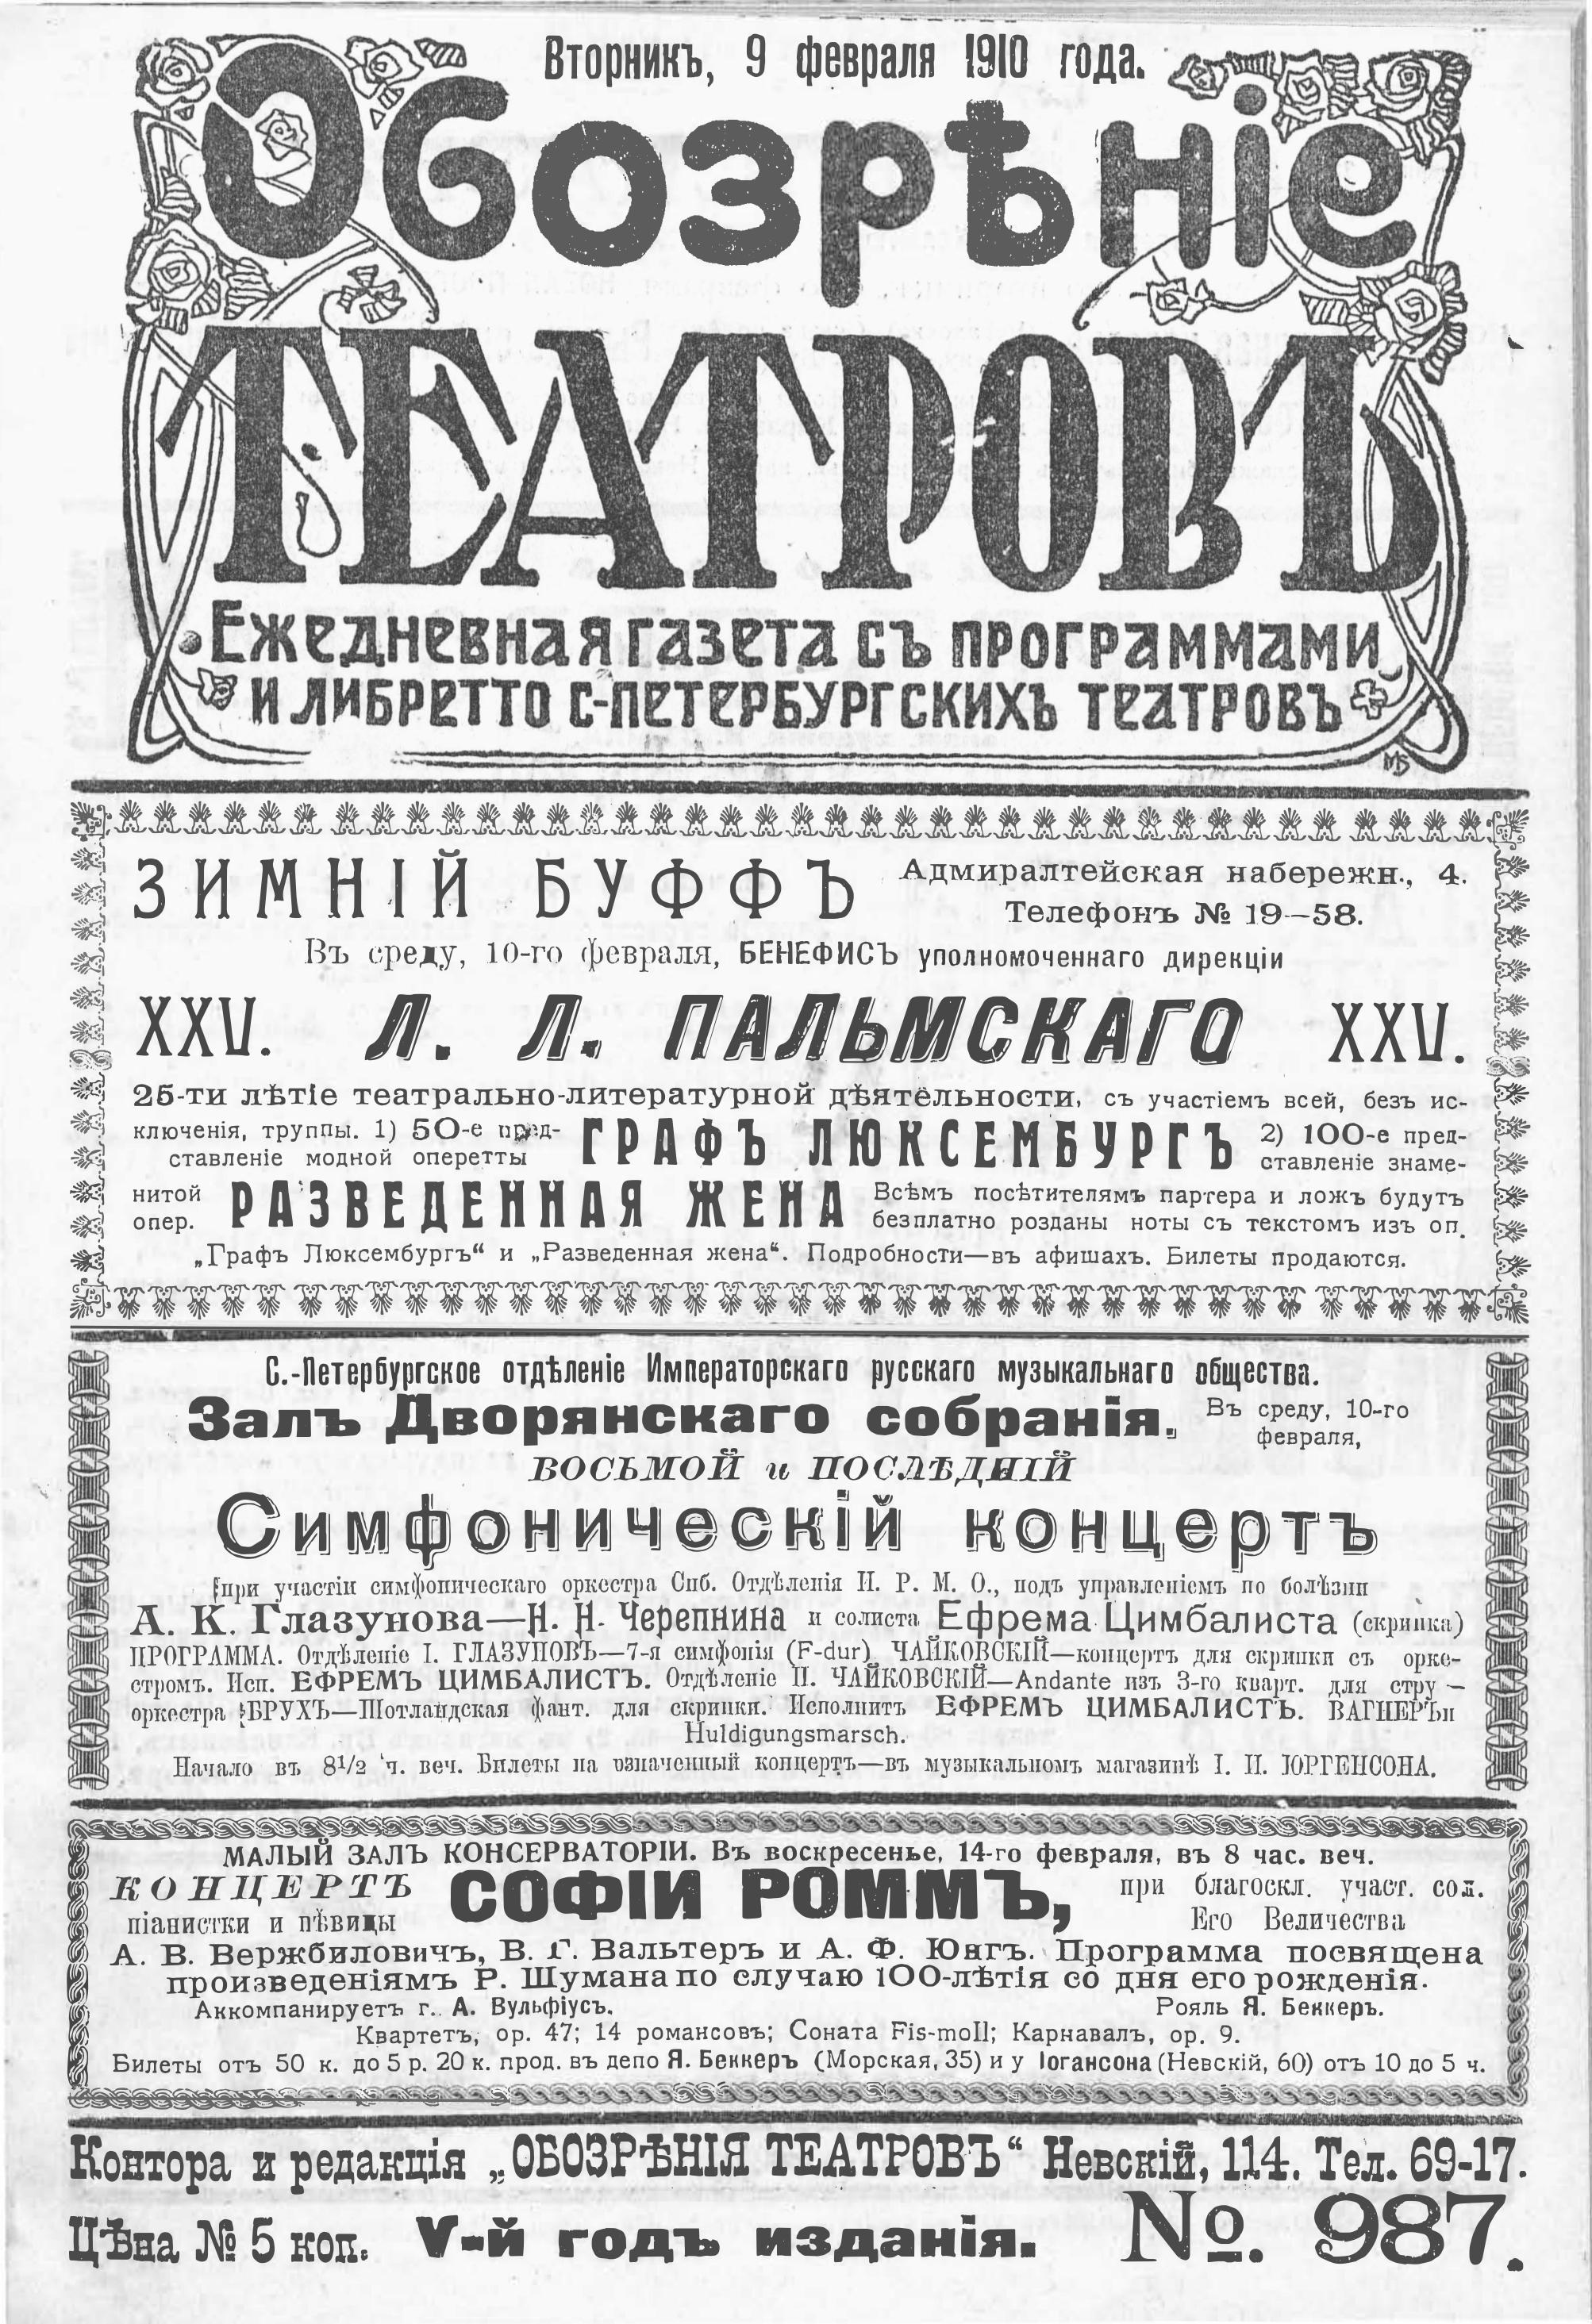 Вторникъ, 9 февраля 1910 года.
Обозрѣніе
ТЕАТРОВЪ
Ежедневная газета съ программами
и либретто С-Петербургскихъ театровъ
МБ
ЗИМНІЙ БУФФЪ Адмиралтейская набережн., 4.
Телефонъ № 19—58.
Въ среду, 10-го февраля, БЕНЕФИСЪ уполномоченнаго дирекціи
XXV. Л. Л. ПАЛЬМСКАГО XXV.
25-ти лѣтіе театрально-литературной дѣятельности, съ участіемъ всей, безъ ис-
ключенія, труппы. 1) 50-е пред- ГРАФЪ ЛЮКСЕМБУРГЪ 2) 100-е пред-
ставленіе модной оперетты ставленіе знаме-
нитой РАЗВЕДЕННАЯ ЖЕНА Всѣмъ посѣтителямъ партера и ложъ будутъ
опер. безплатно розданы ноты съ текстомъ изъ оп.
„Графъ Люксембургъ“ и „Разведенная жена“. Подробности—въ афишахъ. Билеты продаются.
С.-Петербургское отдѣленіе Императорскаго русскаго музыкальнаго общества.
Залъ Дворянскаго собранія. Въ среду, 10-го
февраля,
ВОСЬМОЙ и ПОСЛѢДНІЙ
Симфоническій концертъ
при участіи симфоническаго оркестра Спб. Отдѣленія И. Р. М. О., подъ управленіемъ по болѣзни
А. К. Глазунова—Н. Н. Черепнина и солиста Ефрема Цимбалиста (скрипка)
ПРОГРАММА. Отдѣленіе I. ГЛАЗУНОВЪ—7-я симфонія (F-dur) ЧАЙКОВСКІЙ—концертъ для скрипки съ орке-
стромъ. Исп. ЕФРЕМЪ ЦИМБАЛИСТЪ. Отдѣленіе II. ЧАЙКОВСКІЙ—Andante изъ 3-го кварт. для стру —
оркестра БРУХЪ—Шотландская фант. для скрипки. Исполнитъ ЕФРЕМЪ ЦИМБАЛИСТЪ. ВАГНЕРЪ
Huldigungsmarsch.
Начало въ 8½ ч. веч. Билеты на означенный концертъ—въ музыкальномъ магазинѣ I. И. ЮРГЕНСОНА.
МАЛЫЙ ЗАЛЪ КОНСЕРВАТОРІИ. Въ воскресенье, 14-го февраля, въ 8 час. веч.
КОНЦЕРТЪ СОФІИ РОММЪ, при благоскл. участ. сол.
піанистки и пѣвицы Его Величества
А. В. Вержбиловичъ, В. Г. Вальтеръ и А. Ф. Юнгъ. Программа посвящена
произведеніямъ Р. Шумана по случаю 100-лѣтія со дня его рожденія.
Аккомпанируетъ г. А. Вульфіусъ. Рояль Я. Беккеръ.
Квартетъ, op. 47; 14 романсовъ; Соната Fis-moll; Карнавалъ, op. 9.
Билеты отъ 50 к. до 5 р. 20 к. прод. въ депо Я. Беккеръ (Морская, 35) и у Іогансона (Невскій, 60) отъ 10 до 5 ч.
Контора и редакція „ОБОЗРѢНІЯ ТЕАТРОВЪ“ Невскій, 114. Тел. 69-17.
Цѣна № 5 коп. V-й годъ изданія. №. 987.